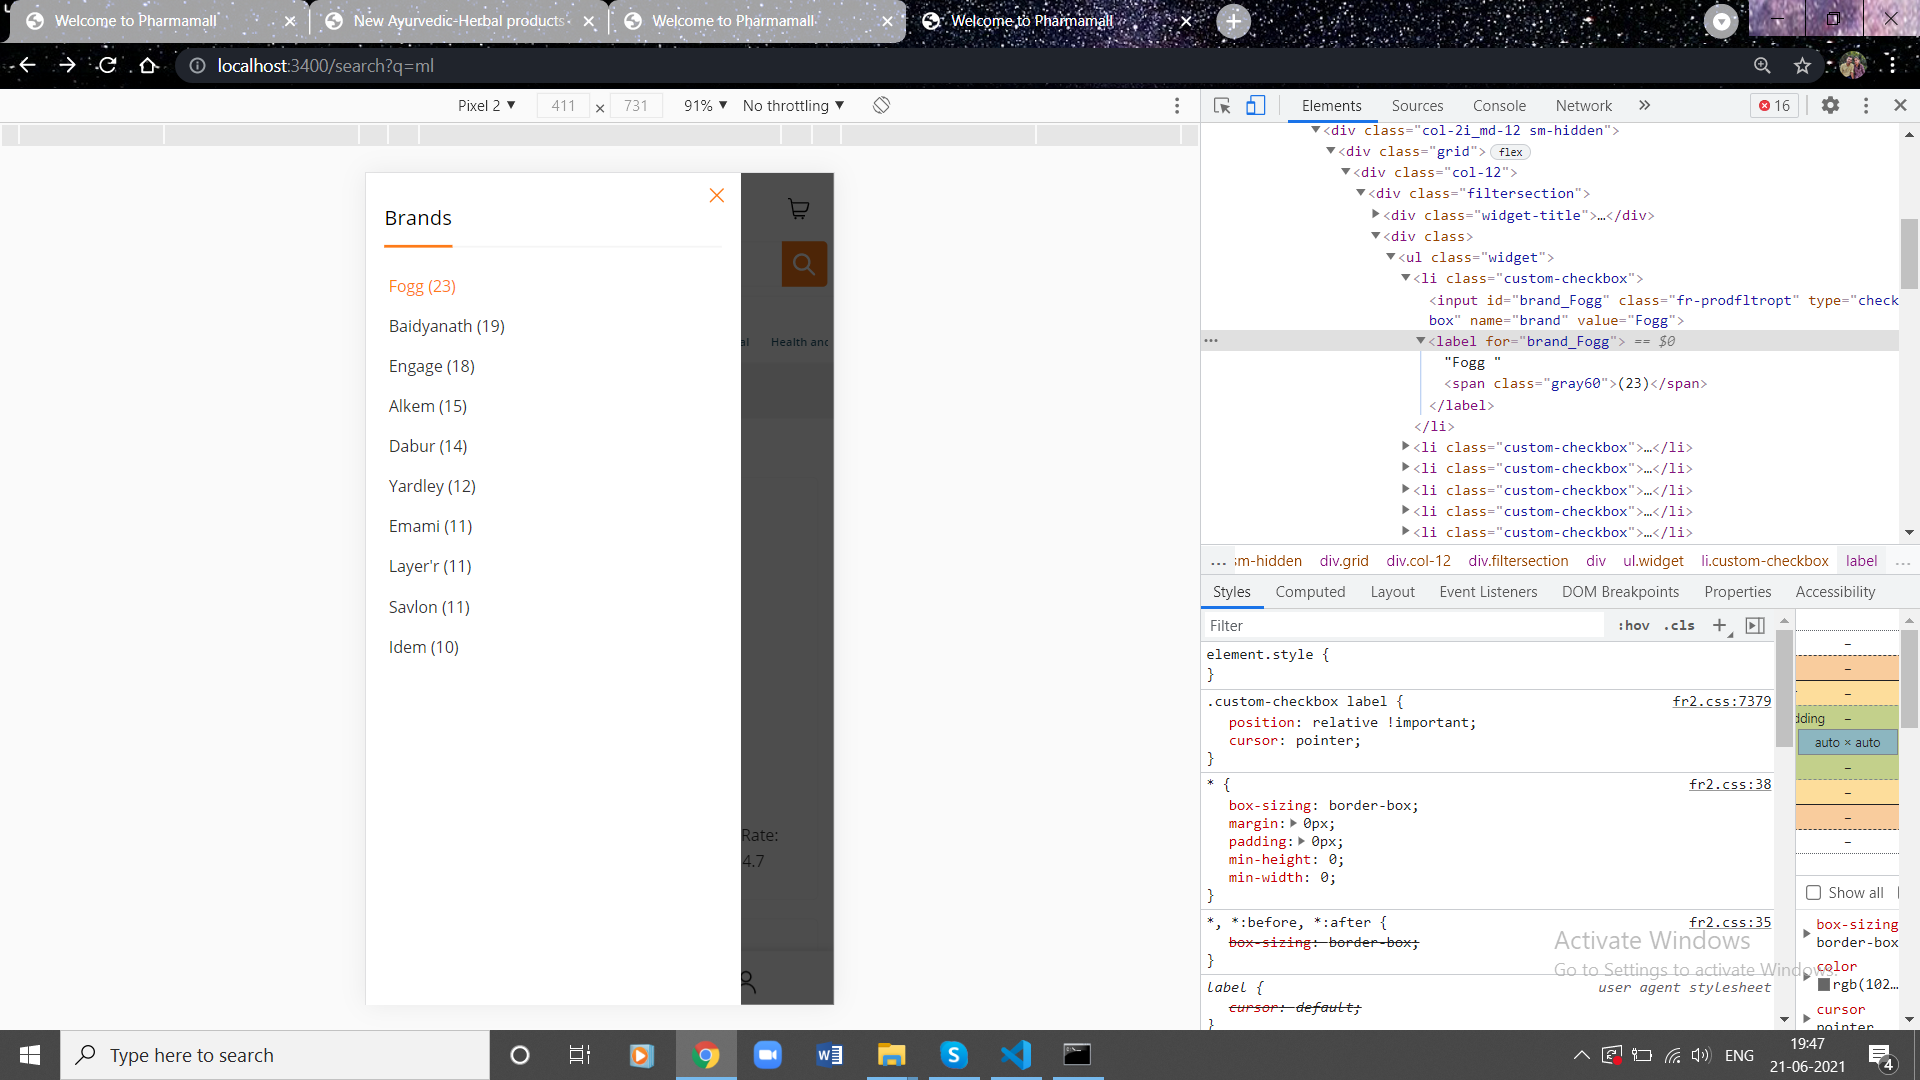 Welcome to Pharmamall
New Ayurvedic-Herbal products
Welcome to Pharmamall
Welcome to Pharmamall
localhost:3400/search?q=ml
Pixel 2 ▼ 411 × 731 91% ▼ No throttling ▼
Elements Sources Console Network » 16
Brands
Fogg (23)
Baidyanath (19)
Engage (18)
Alkem (15)
Dabur (14)
Yardley (12)
Emami (11)
Layer'r (11)
Savlon (11)
Idem (10)
al Health and
Rate:
4.7
<div class="col-2i_md-12 sm-hidden">
<div class="grid"> flex
<div class="col-12">
<div class="filtersection">
<div class="widget-title">…</div>
<div class>
<ul class="widget">
<li class="custom-checkbox">
<input id="brand_Fogg" class="fr-prodfltropt" type="check
box" name="brand" value="Fogg">
<label for="brand_Fogg"> == $0
"Fogg "
<span class="gray60">(23)</span>
</label>
</li>
<li class="custom-checkbox">…</li>
<li class="custom-checkbox">…</li>
<li class="custom-checkbox">…</li>
<li class="custom-checkbox">…</li>
<li class="custom-checkbox">…</li>
... sm-hidden div.grid div.col-12 div.filtersection div ul.widget li.custom-checkbox label ...
Styles Computed Layout Event Listeners DOM Breakpoints Properties Accessibility
Filter :hov .cls +
element.style {
}
.custom-checkbox label { fr2.css:7379
position: relative !important;
cursor: pointer;
}
* { fr2.css:38
box-sizing: border-box;
margin: 0px;
padding: 0px;
min-height: 0;
min-width: 0;
}
*, *:before, *:after { fr2.css:35
box-sizing: border-box;
}
label { user agent stylesheet
cursor: default;
}
–
–
–
dding –
auto × auto
–
–
–
–
Show all
box-sizing
border-box
color
rgb(102…
cursor
pointer
Activate Windows
Go to Settings to activate Windows.
Type here to search
ENG
19:47
21-06-2021
4